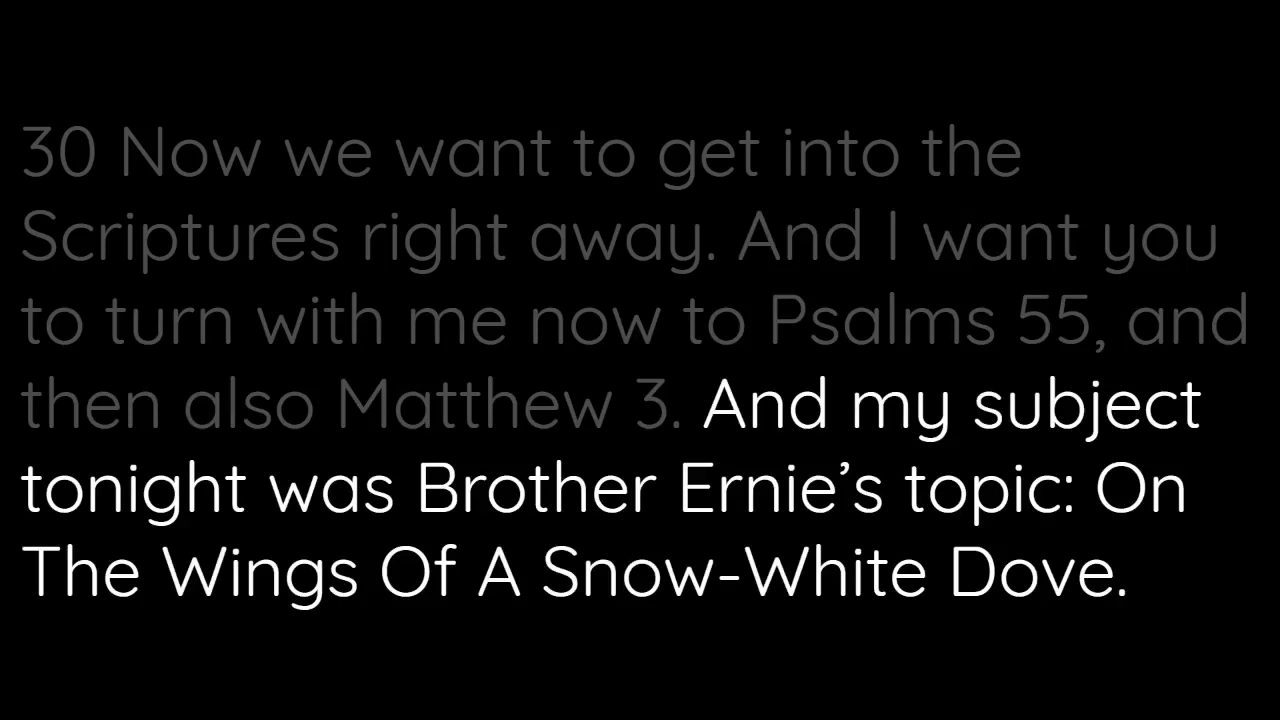 30 Now we want to get into the
Scriptures right away. And I want you
to turn with me now to Psalms 55, and
then also Matthew 3. And my subject
tonight was Brother Ernie’s topic: On
The Wings Of A Snow-White Dove.